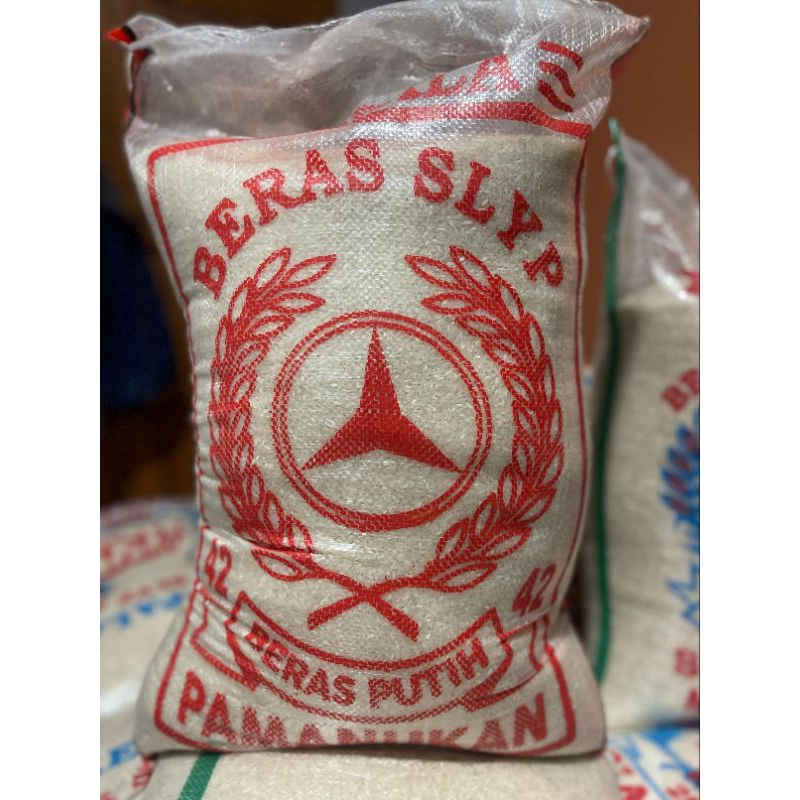 BERAS SLYP
42 42
BERAS PUTIH
PAMANUKAN